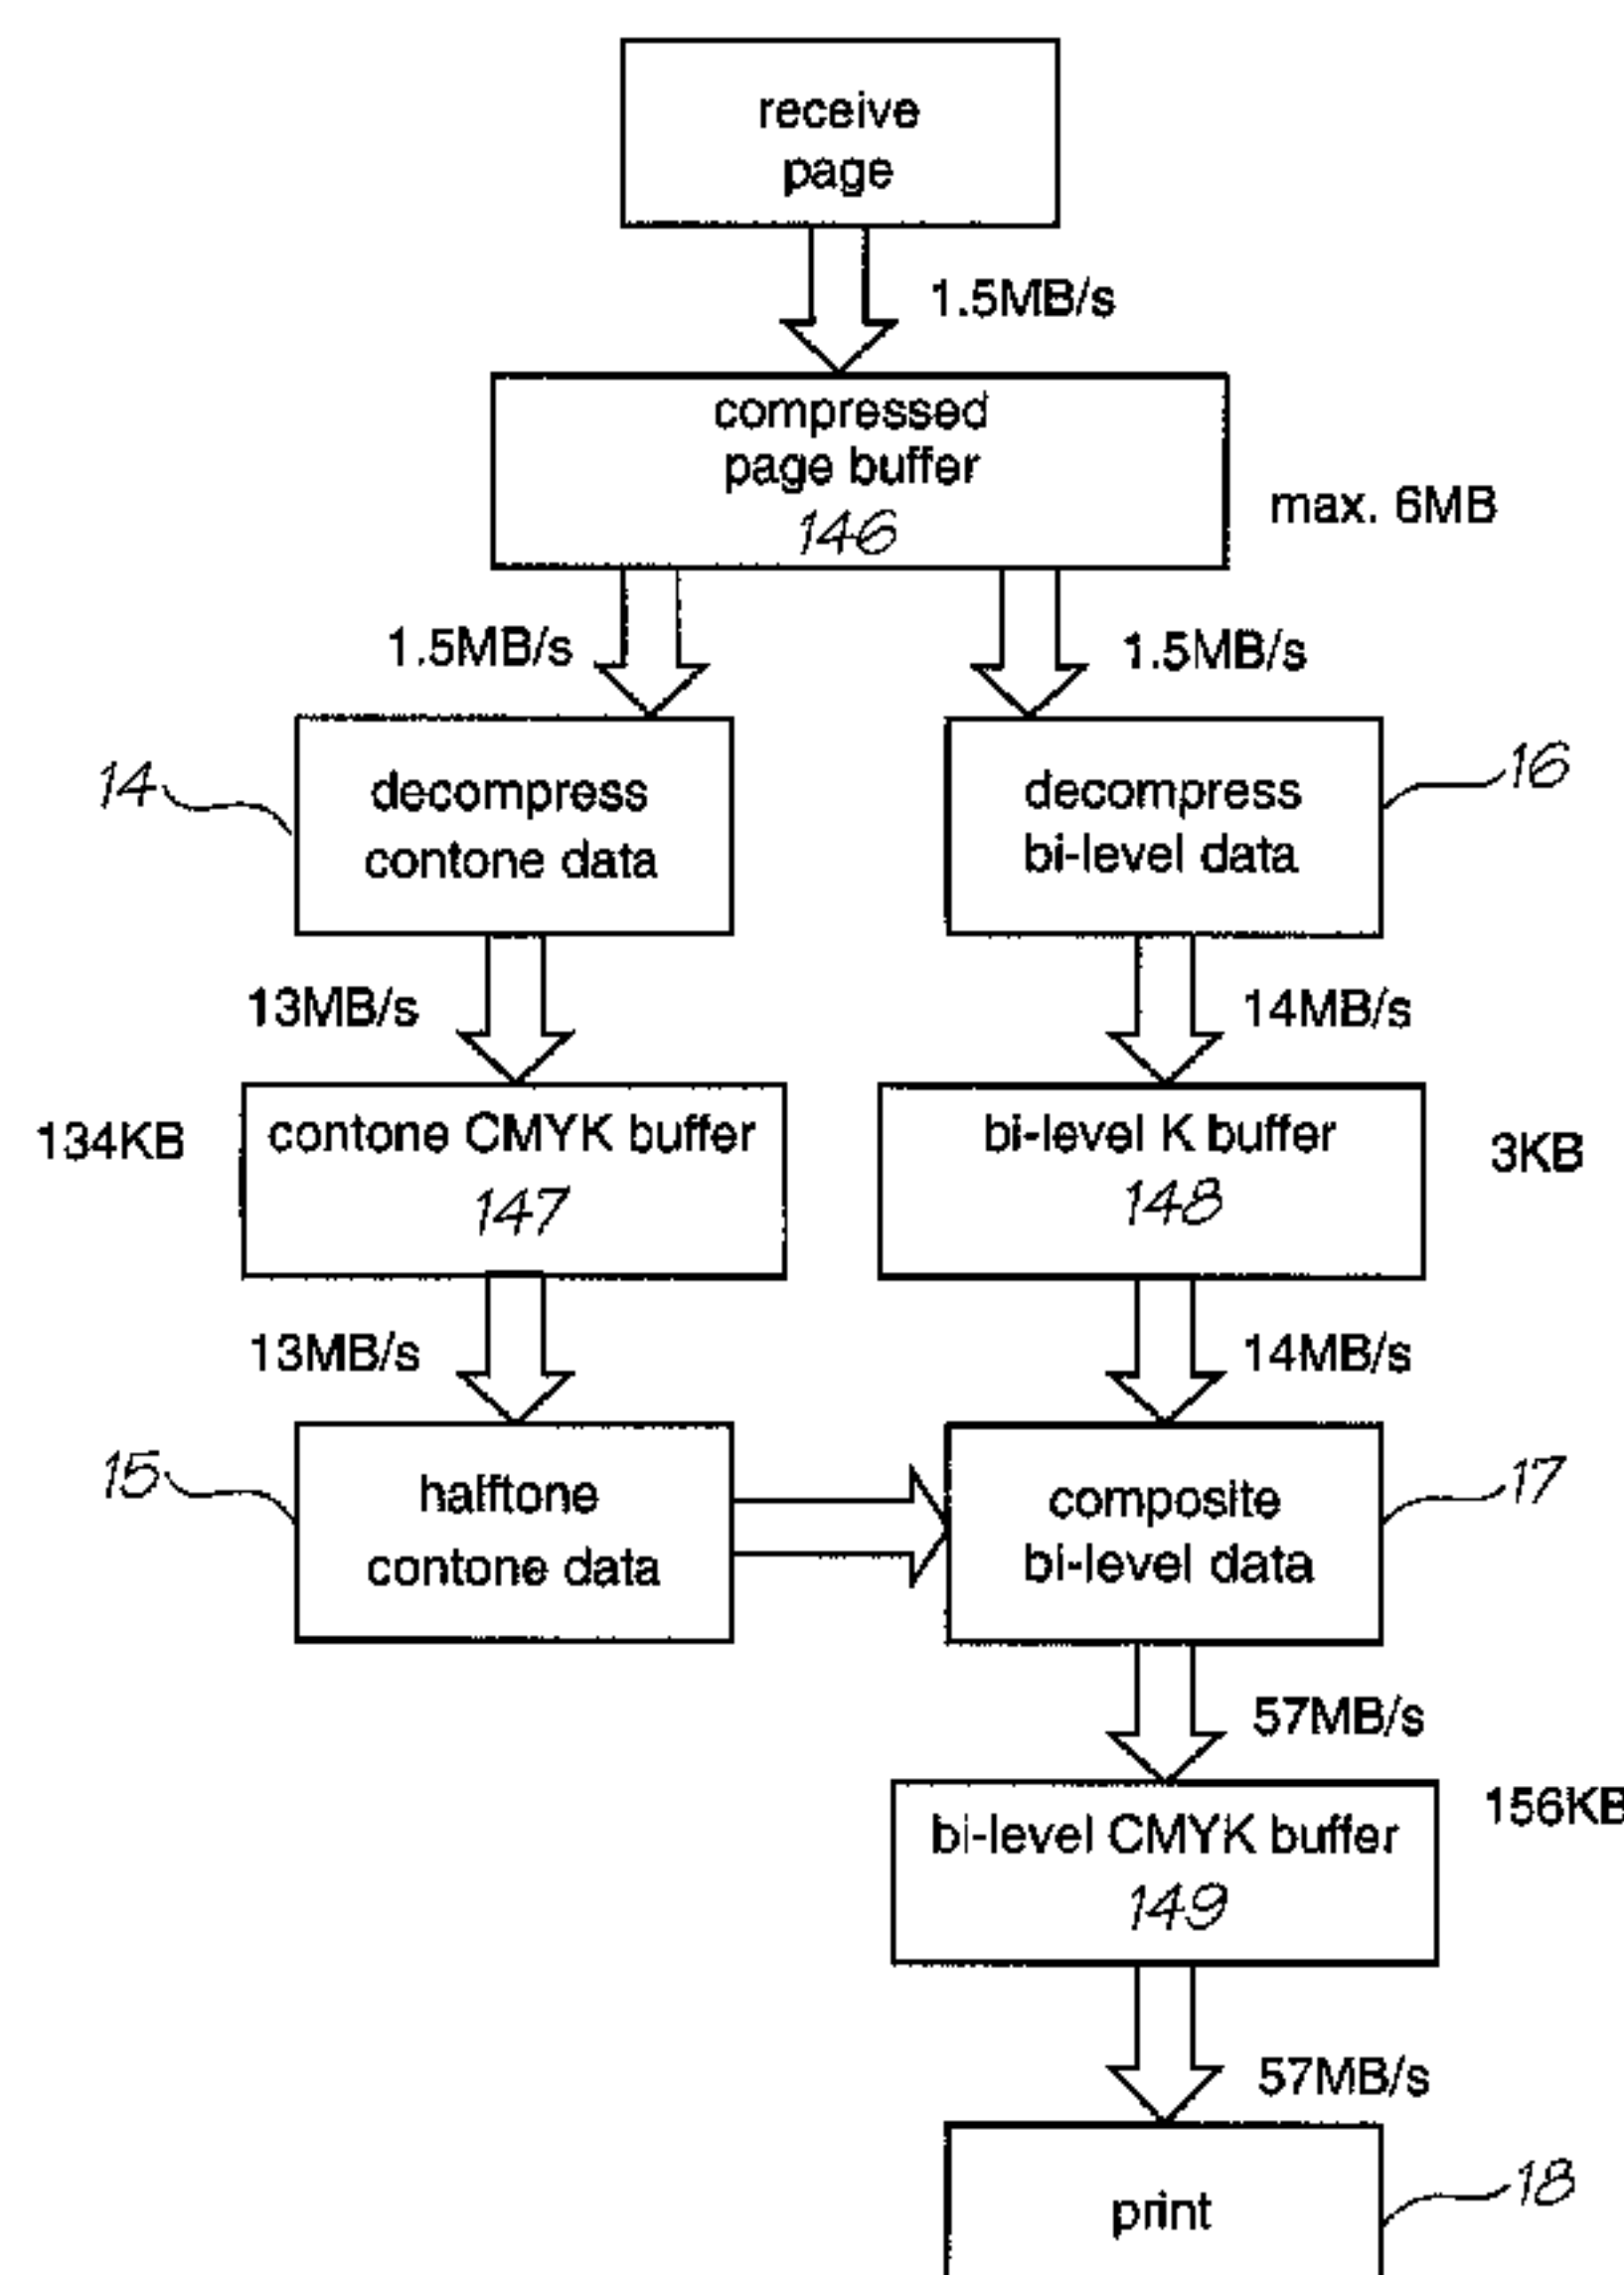 receive
page
1.5MB/s
compressed
page buffer
146
max. 6MB
1.5MB/s
1.5MB/s
14
decompress
contone data
decompress
bi-level data
16
13MB/s
14MB/s
134KB
contone CMYK buffer
147
bi-level K buffer
148
3KB
13MB/s
14MB/s
15
halftone
contone data
composite
bi-level data
17
57MB/s
bi-level CMYK buffer
149
156KB
57MB/s
print
18